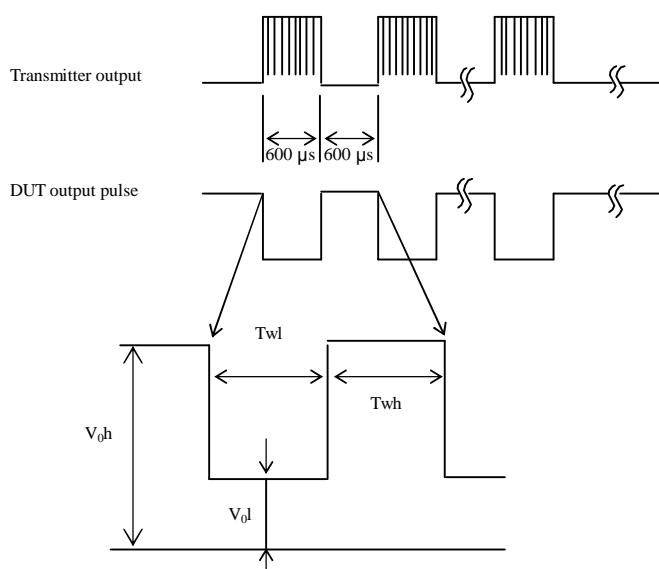 Transmitter output
600 μs 600 μs
DUT output pulse
Twl
Twh
V₀h
V₀l